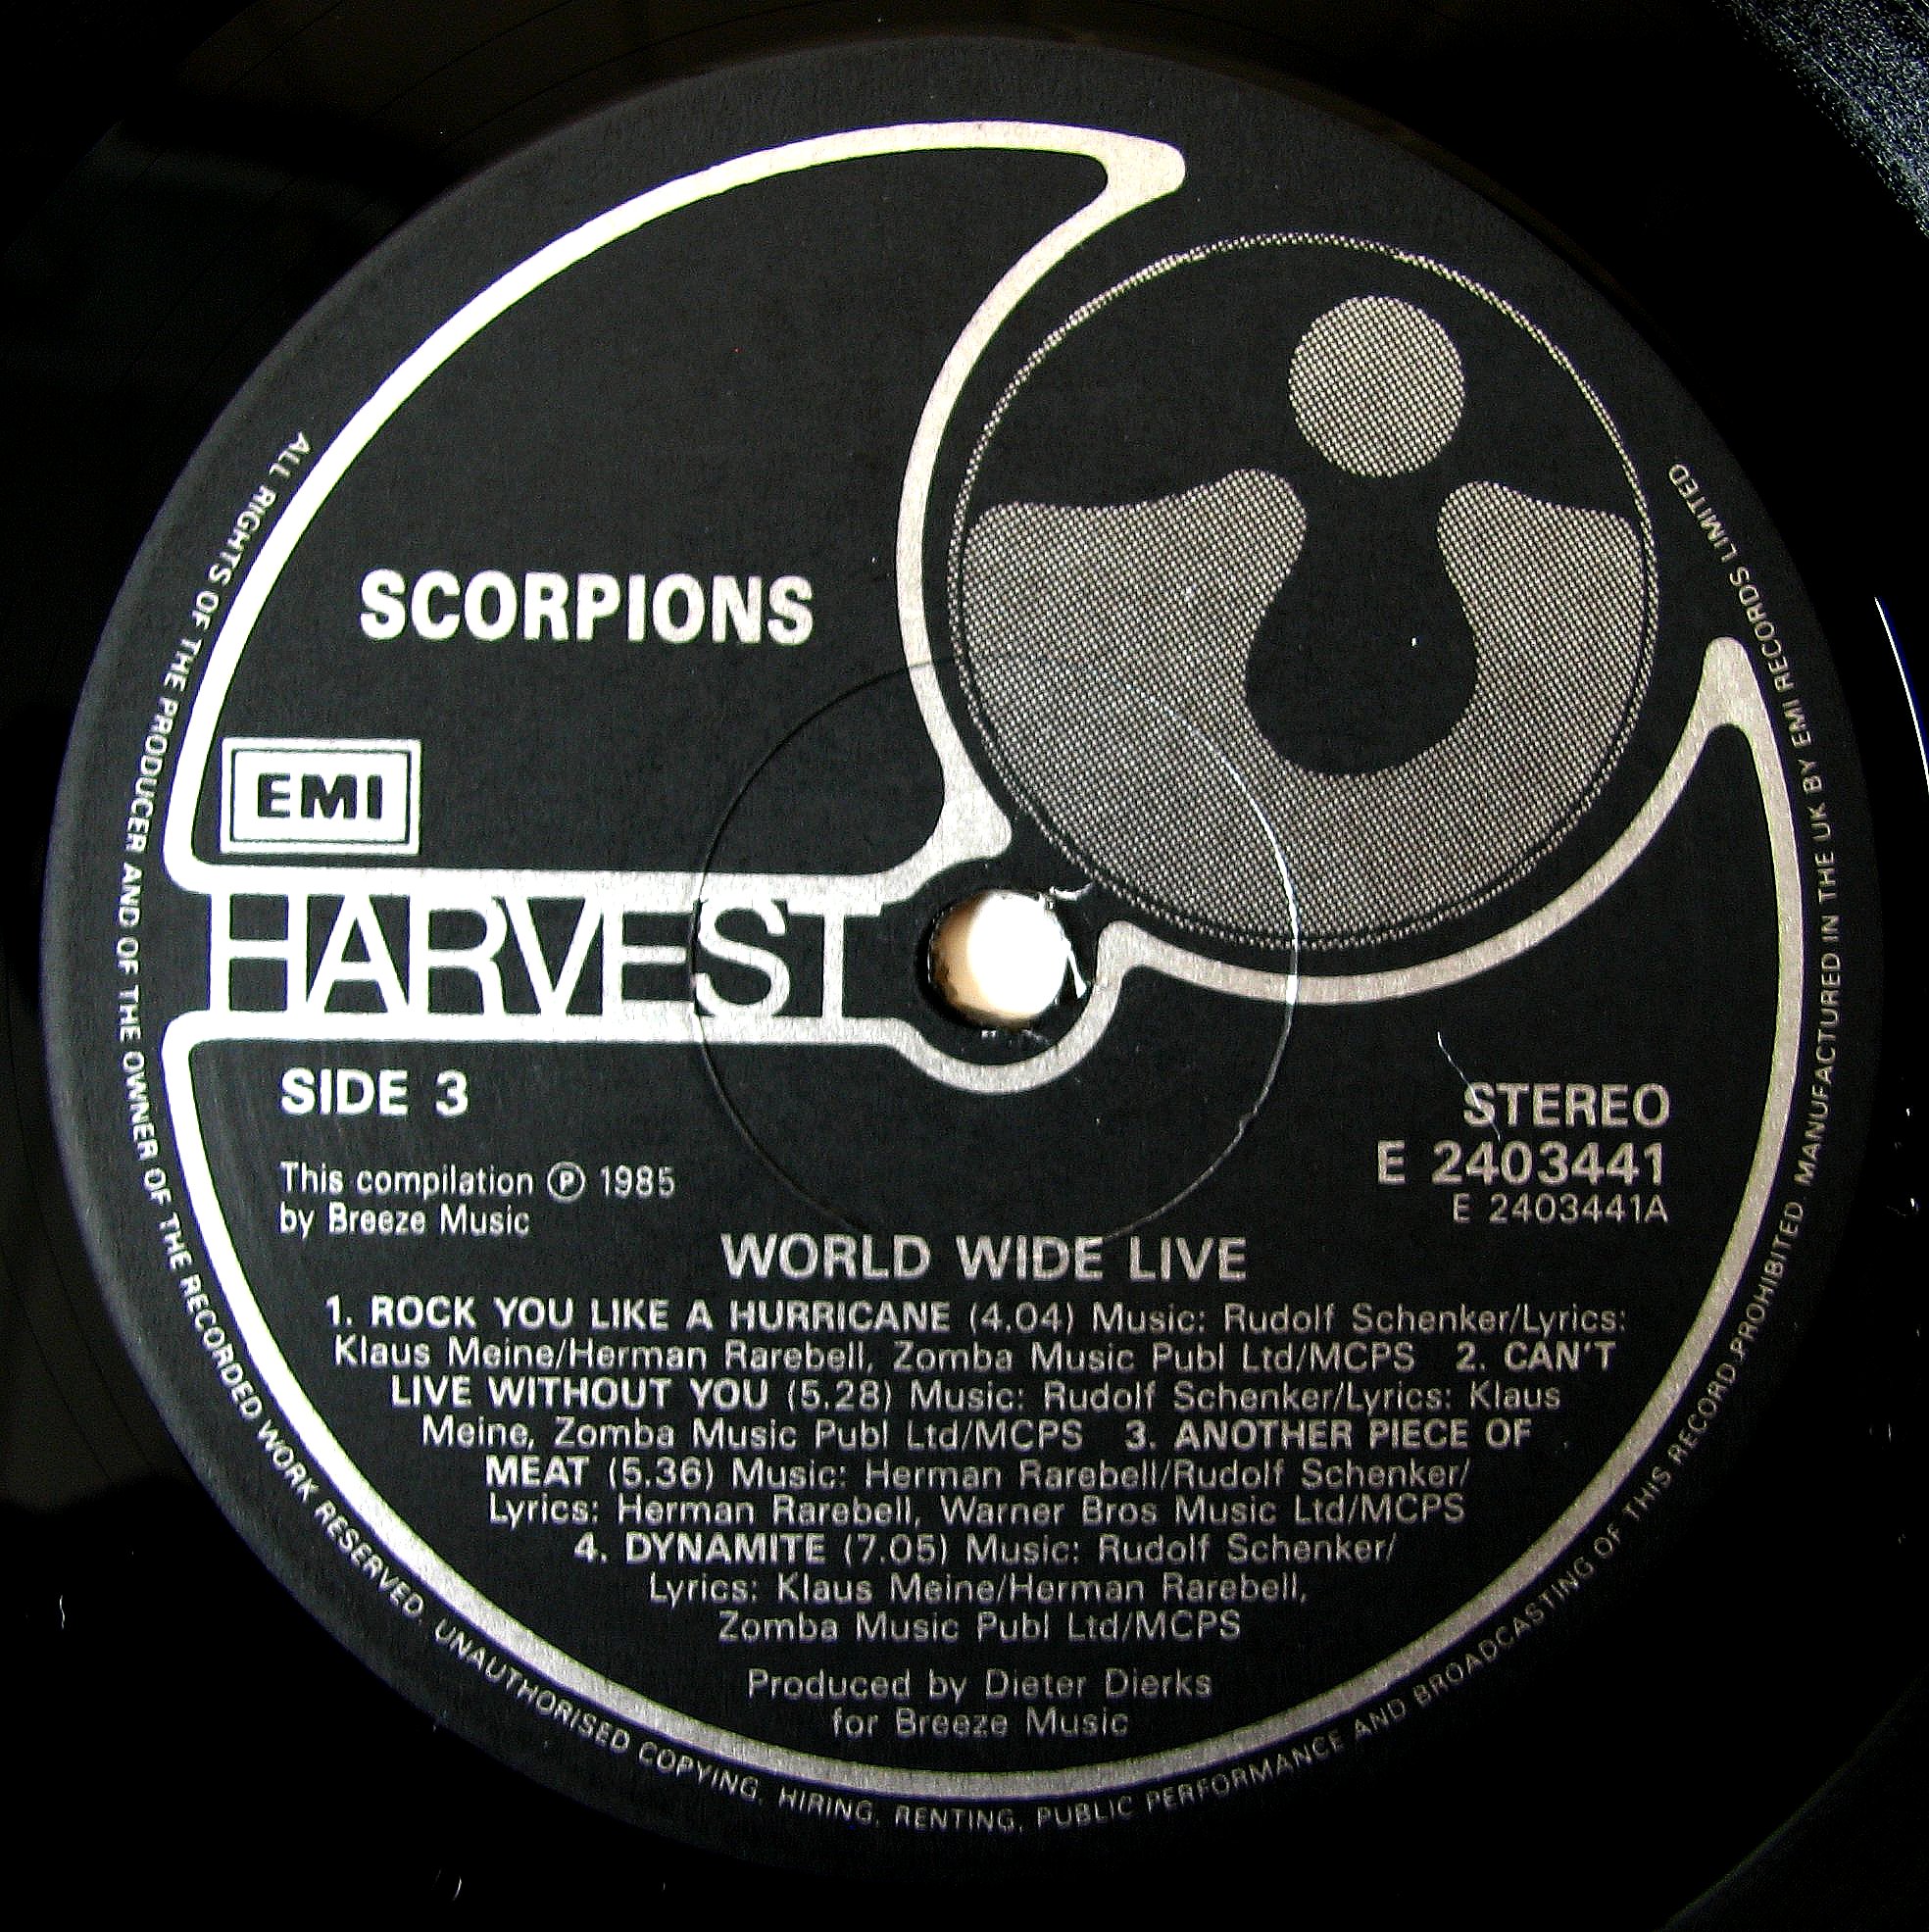 SCORPIONS
EMI
HARVEST
SIDE 3
STEREO
E 2403441
E 2403441A
This compilation Ⓟ 1985
by Breeze Music
WORLD WIDE LIVE
1. ROCK YOU LIKE A HURRICANE (4.04) Music: Rudolf Schenker/Lyrics:
Klaus Meine/Herman Rarebell, Zomba Music Publ Ltd/MCPS 2. CAN'T
LIVE WITHOUT YOU (5.28) Music: Rudolf Schenker/Lyrics: Klaus
Meine, Zomba Music Publ Ltd/MCPS 3. ANOTHER PIECE OF
MEAT (5.36) Music: Herman Rarebell/Rudolf Schenker/
Lyrics: Herman Rarebell, Warner Bros Music Ltd/MCPS
4. DYNAMITE (7.05) Music: Rudolf Schenker/
Lyrics: Klaus Meine/Herman Rarebell,
Zomba Music Publ Ltd/MCPS
Produced by Dieter Dierks
for Breeze Music
ALL RIGHTS OF THE PRODUCER AND OF THE OWNER OF THE RECORDED WORK RESERVED. UNAUTHORISED COPYING, HIRING, RENTING, PUBLIC PERFORMANCE AND BROADCASTING OF THIS RECORD PROHIBITED. MANUFACTURED IN THE UK BY EMI RECORDS LIMITED